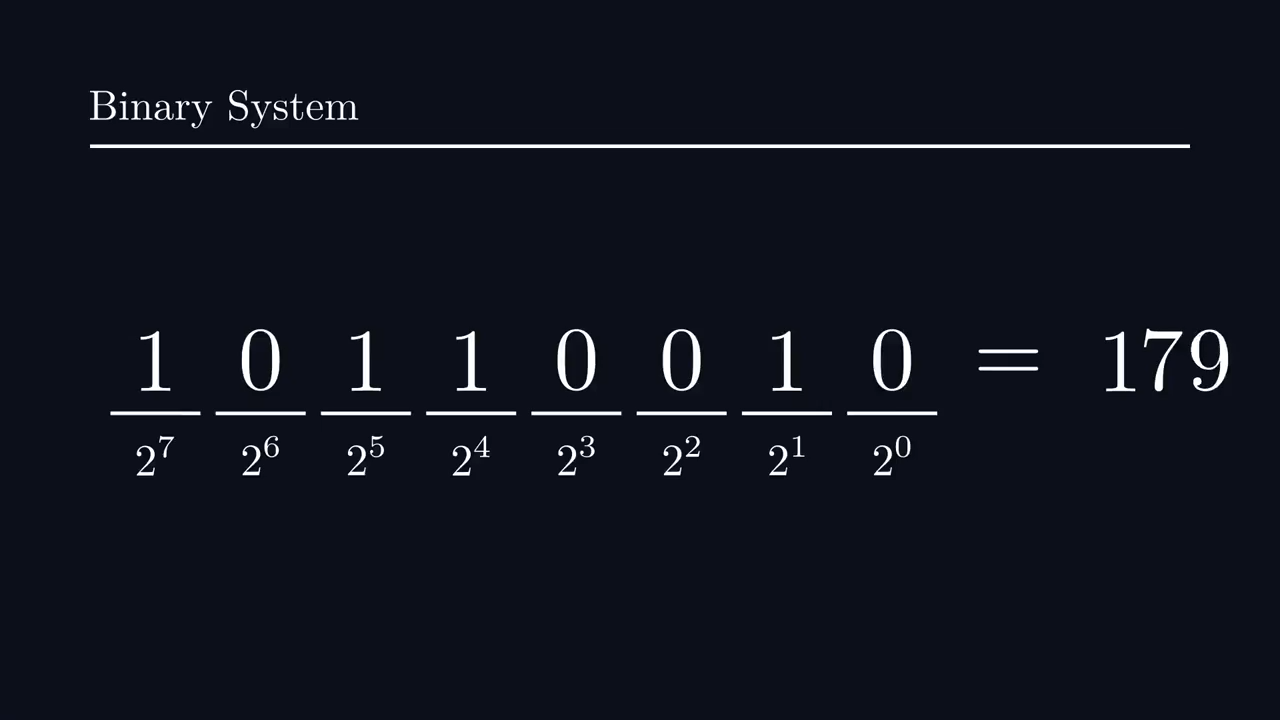 Binary System
1 0 1 1 0 0 1 0 = 179
2⁷ 2⁶ 2⁵ 2⁴ 2³ 2² 2¹ 2⁰